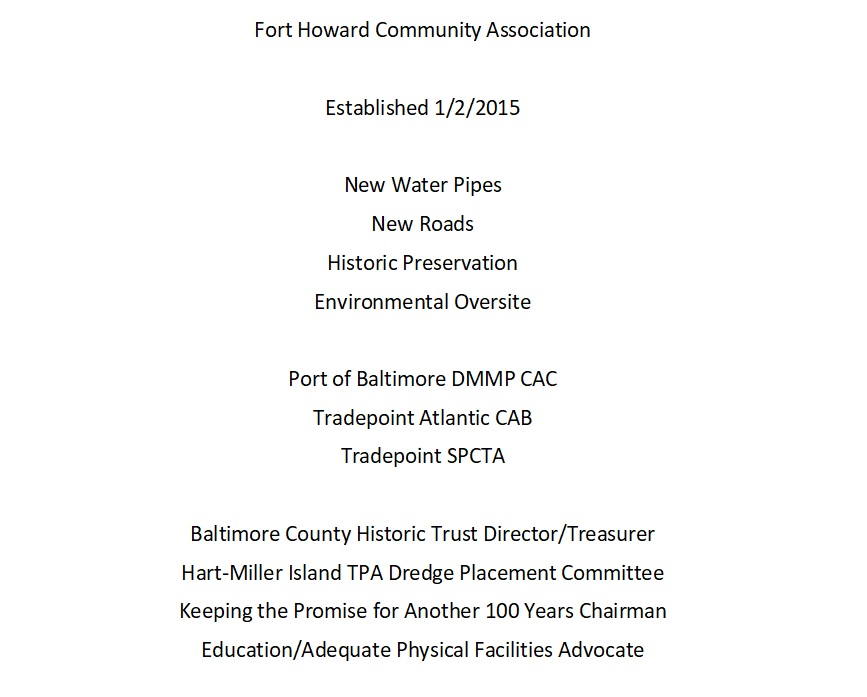 Fort Howard Community Association
Established 1/2/2015
New Water Pipes
New Roads
Historic Preservation
Environmental Oversite
Port of Baltimore DMMP CAC
Tradepoint Atlantic CAB
Tradepoint SPCTA
Baltimore County Historic Trust Director/Treasurer
Hart-Miller Island TPA Dredge Placement Committee
Keeping the Promise for Another 100 Years Chairman
Education/Adequate Physical Facilities Advocate